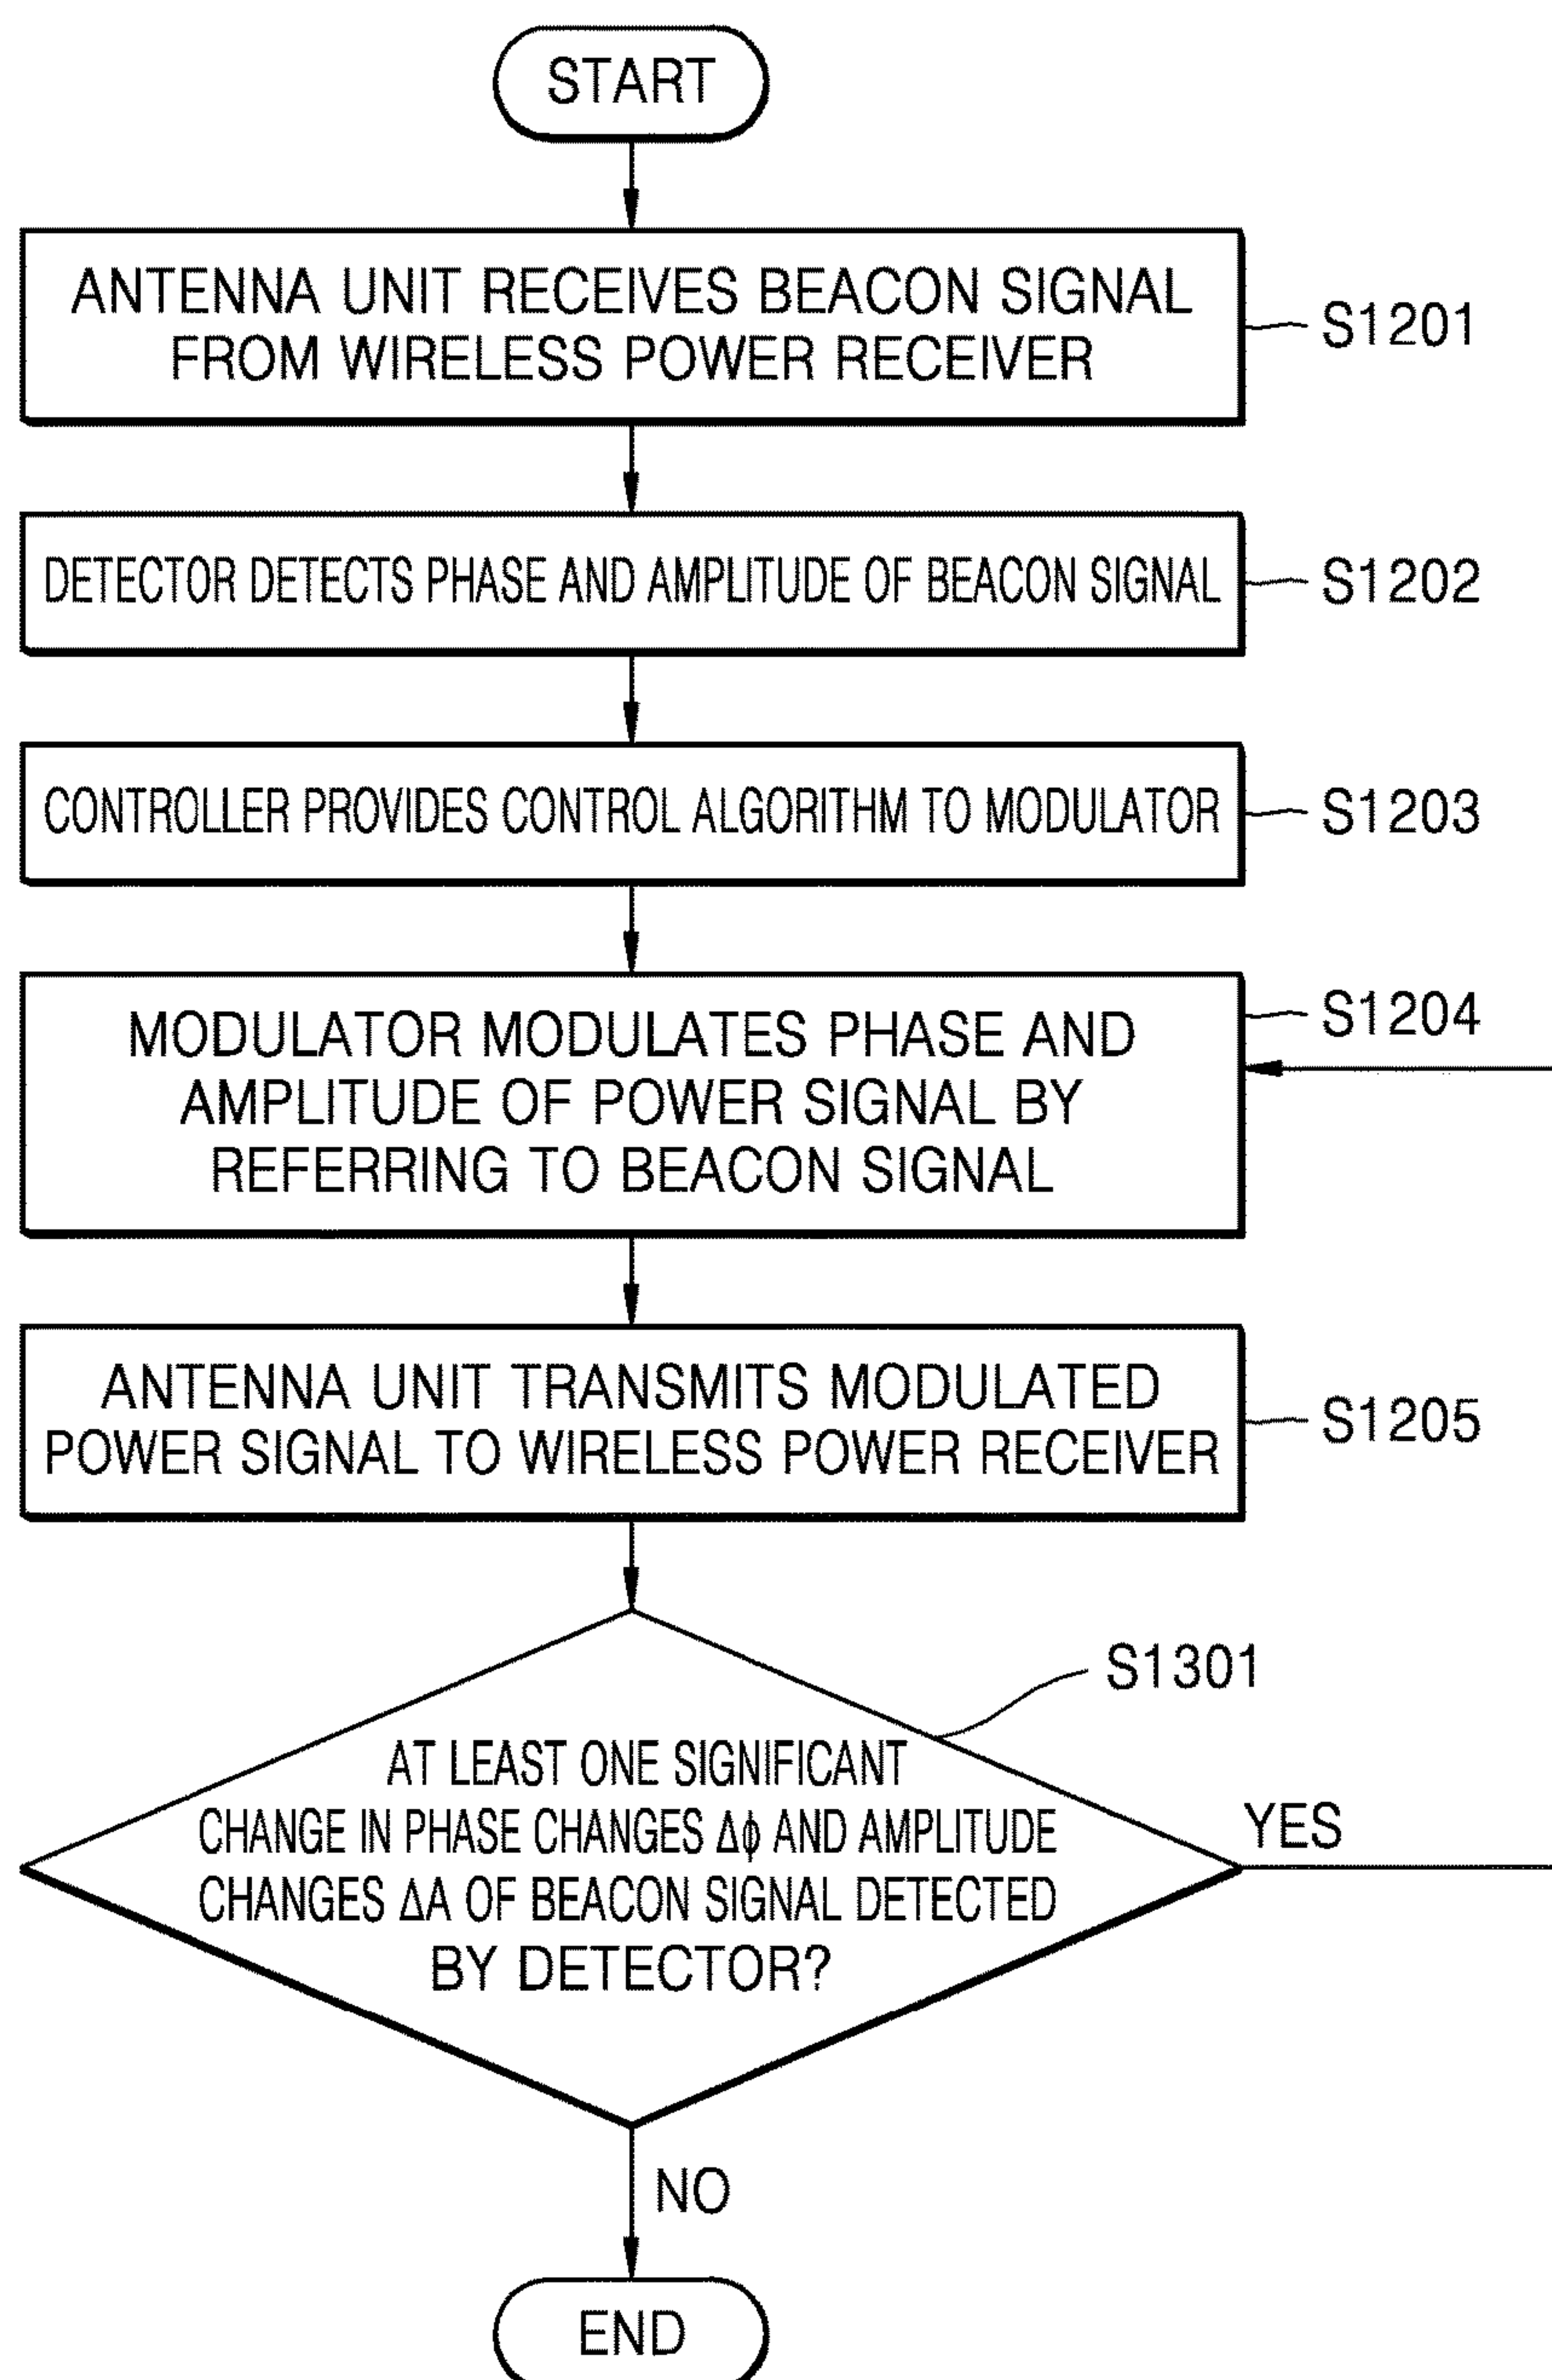 START
ANTENNA UNIT RECEIVES BEACON SIGNAL
FROM WIRELESS POWER RECEIVER
S1201
DETECTOR DETECTS PHASE AND AMPLITUDE OF BEACON SIGNAL
S1202
CONTROLLER PROVIDES CONTROL ALGORITHM TO MODULATOR
S1203
MODULATOR MODULATES PHASE AND
AMPLITUDE OF POWER SIGNAL BY
REFERRING TO BEACON SIGNAL
S1204
ANTENNA UNIT TRANSMITS MODULATED
POWER SIGNAL TO WIRELESS POWER RECEIVER
S1205
S1301
AT LEAST ONE SIGNIFICANT
CHANGE IN PHASE CHANGES Δϕ AND AMPLITUDE
CHANGES ΔA OF BEACON SIGNAL DETECTED
BY DETECTOR?
YES
NO
END